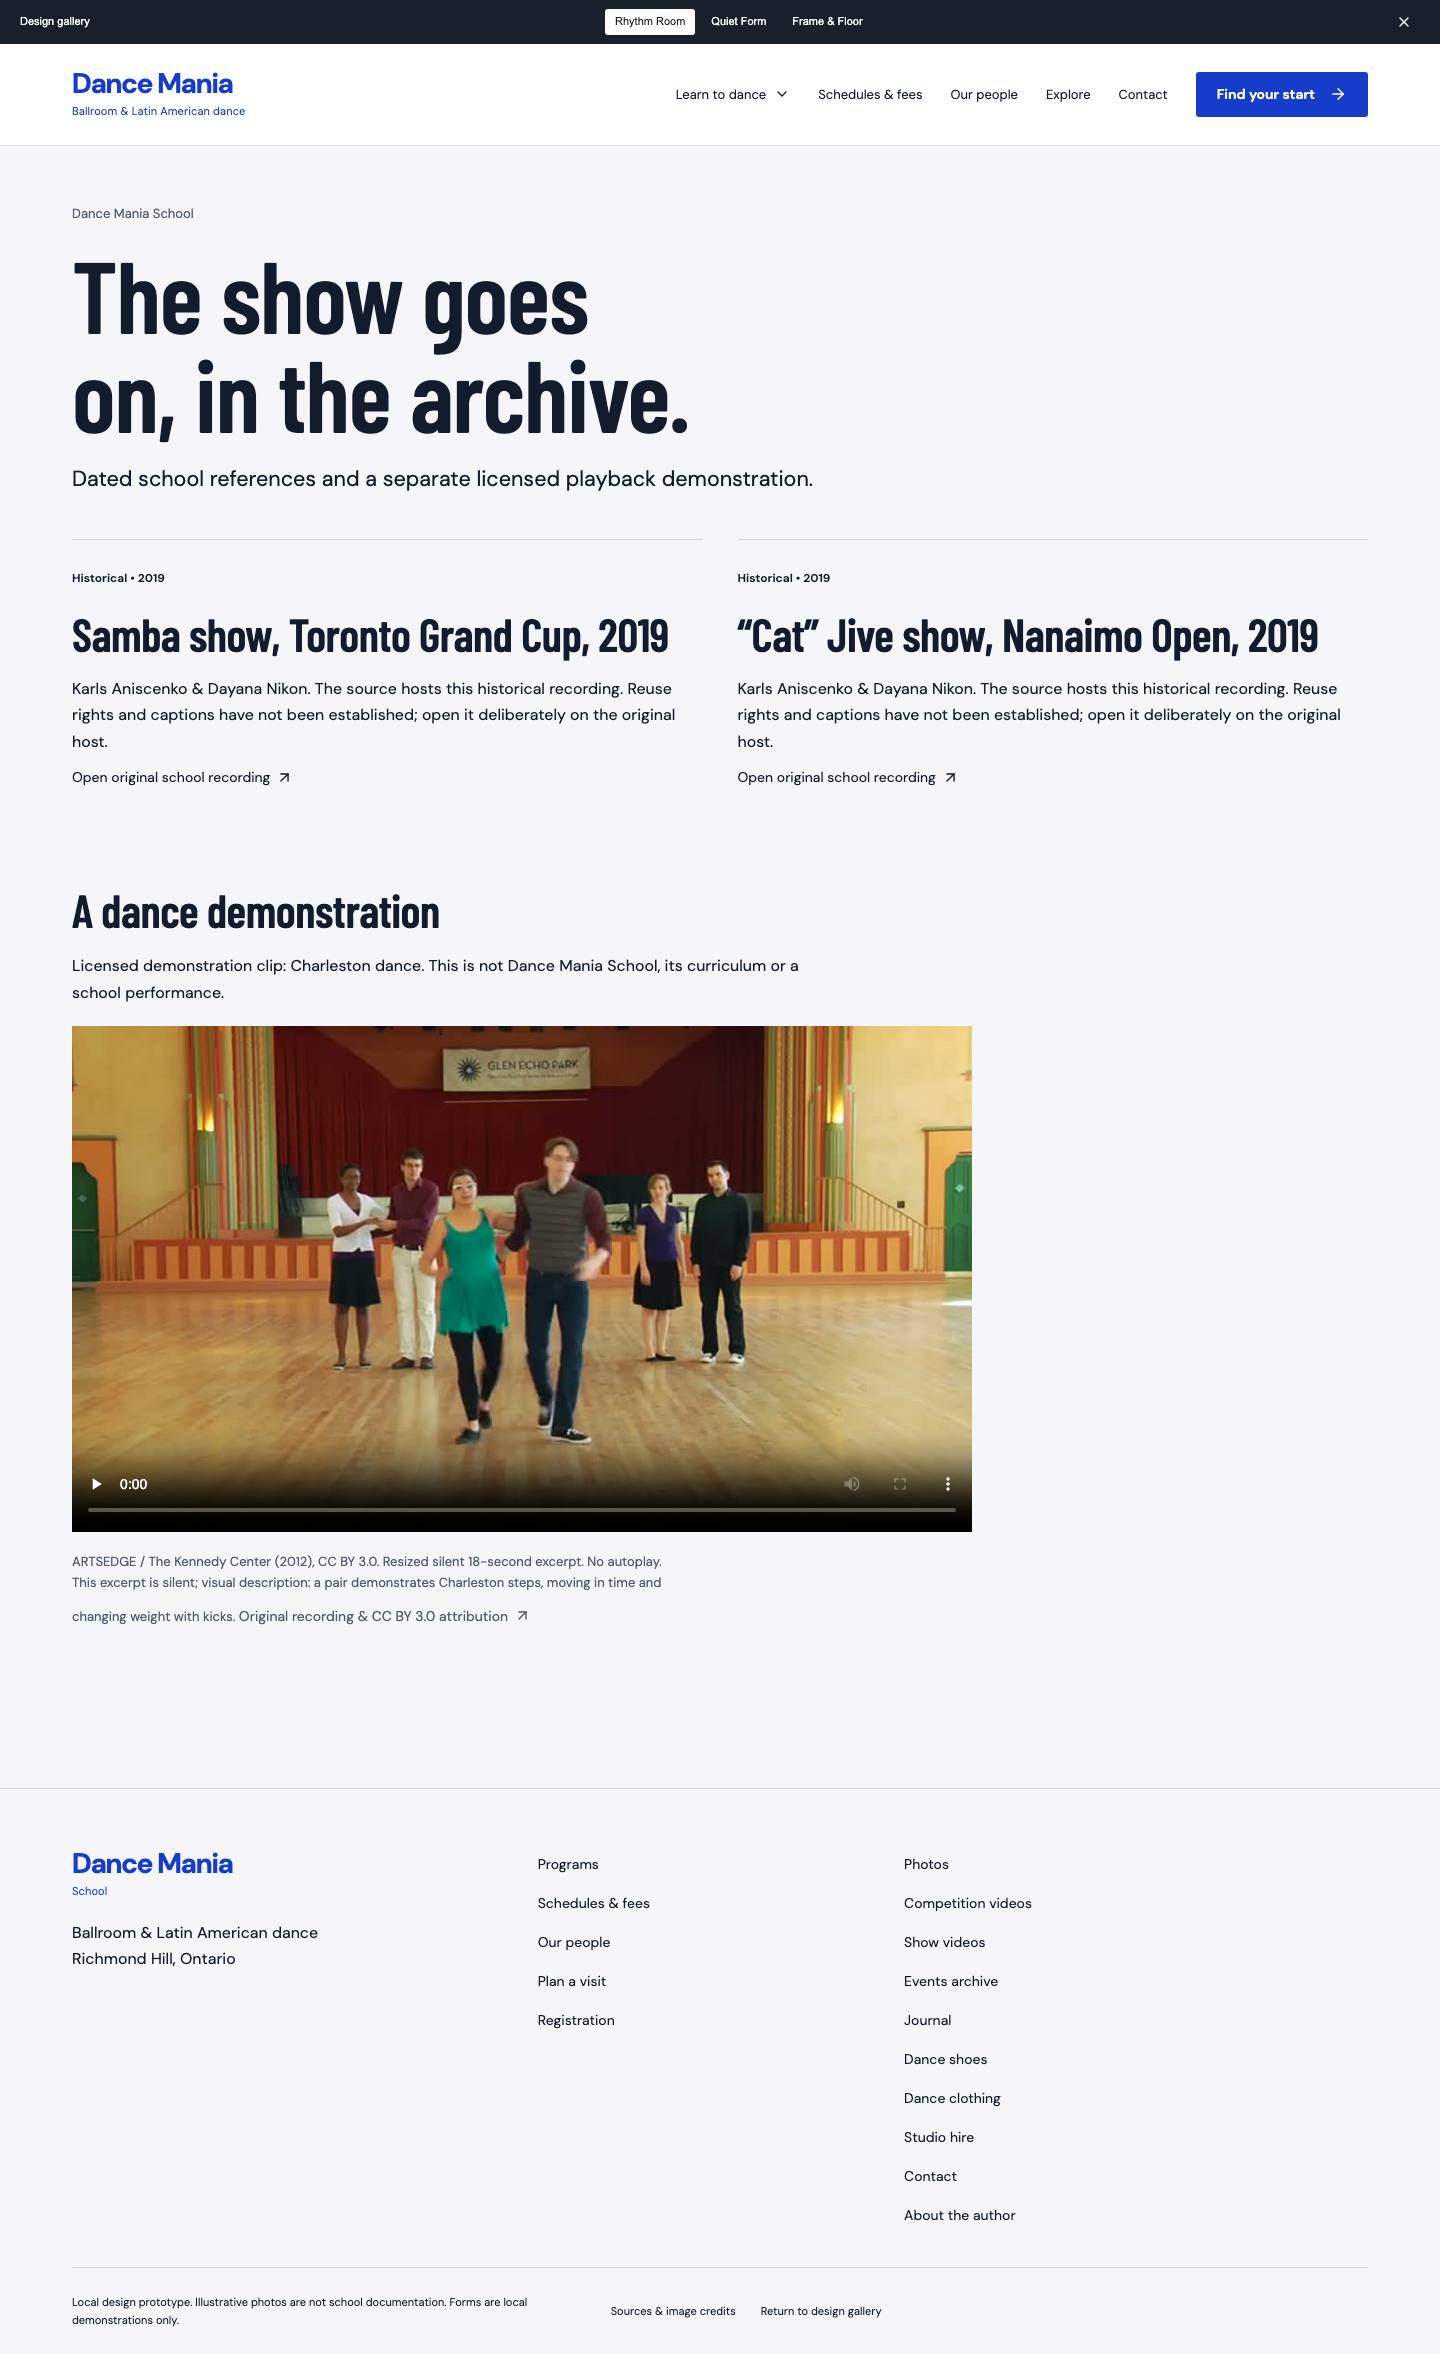 Design gallery
Rhythm Room
Quiet Form
Frame & Floor
Dance Mania
Ballroom & Latin American dance
Learn to dance
Schedules & fees
Our people
Explore
Contact
Find your start
Dance Mania School
The show goes
on, in the archive.
Dated school references and a separate licensed playback demonstration.
Historical • 2019
Samba show, Toronto Grand Cup, 2019
Karls Aniscenko & Dayana Nikon. The source hosts this historical recording. Reuse
rights and captions have not been established; open it deliberately on the original
host.
Open original school recording
Historical • 2019
“Cat” Jive show, Nanaimo Open, 2019
Karls Aniscenko & Dayana Nikon. The source hosts this historical recording. Reuse
rights and captions have not been established; open it deliberately on the original
host.
Open original school recording
A dance demonstration
Licensed demonstration clip: Charleston dance. This is not Dance Mania School, its curriculum or a
school performance.
GLEN ECHO PARK
0:00
ARTSEDGE / The Kennedy Center (2012), CC BY 3.0. Resized silent 18-second excerpt. No autoplay.
This excerpt is silent; visual description: a pair demonstrates Charleston steps, moving in time and
changing weight with kicks. Original recording & CC BY 3.0 attribution
Dance Mania
School
Ballroom & Latin American dance
Richmond Hill, Ontario
Programs
Schedules & fees
Our people
Plan a visit
Registration
Photos
Competition videos
Show videos
Events archive
Journal
Dance shoes
Dance clothing
Studio hire
Contact
About the author
Local design prototype. Illustrative photos are not school documentation. Forms are local
demonstrations only.
Sources & image credits
Return to design gallery